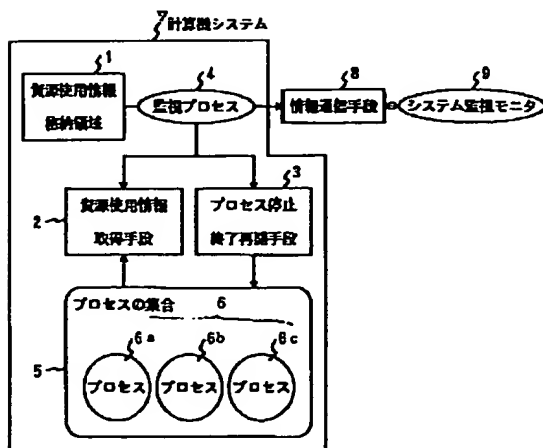 7 計算機システム
1
4
8
9
資源使用情報
格納領域
監視プロセス
情報通信手段
システム監視モニタ
3
2
資源使用情報
取得手段
プロセス停止
終了再開手段
プロセスの集合
6
5
6a
6b
6c
プロセス
プロセス
プロセス